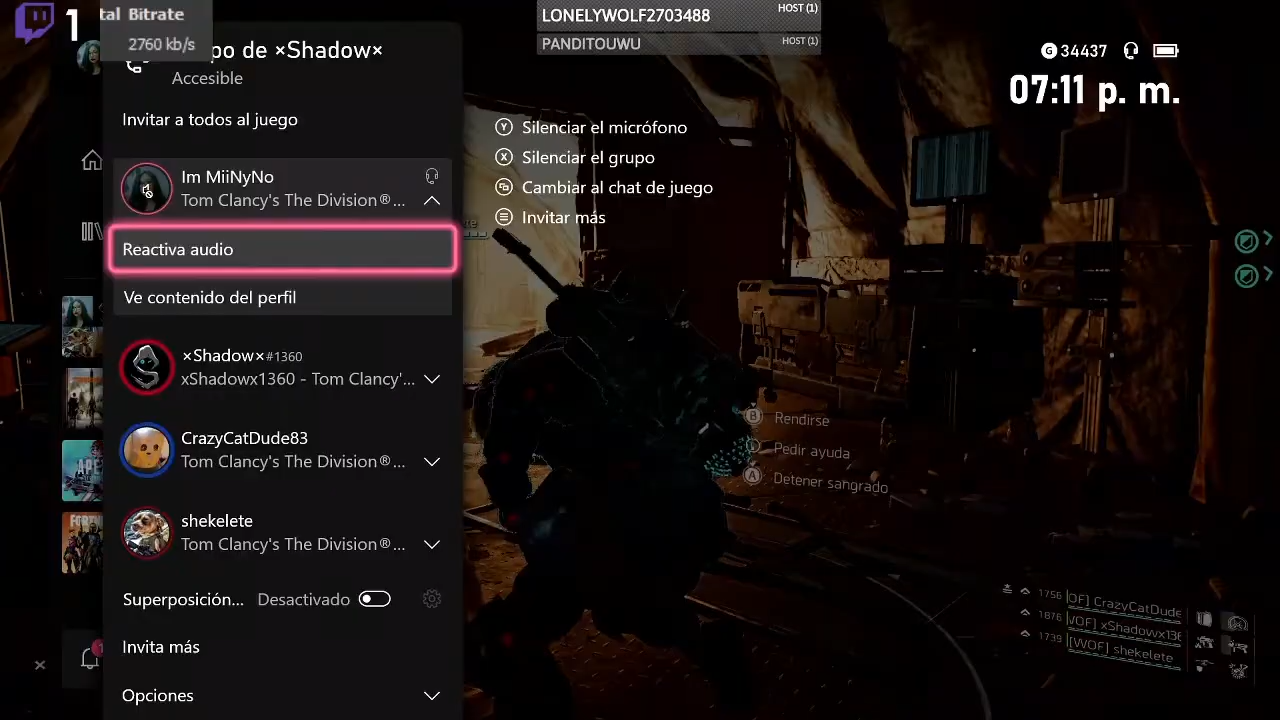 1
tal Bitrate
2760 kb/s
LONELYWOLF2703488
HOST (1)
PANDITOUWU
HOST (1)
G 34437
07:11 p. m.
po de ×Shadow×
Accesible
Invitar a todos al juego
Im MiiNyNo
Tom Clancy's The Division®...
Reactiva audio
Ve contenido del perfil
×Shadow×#1360
xShadowx1360 - Tom Clancy'...
CrazyCatDude83
Tom Clancy's The Division®...
shekelete
Tom Clancy's The Division®...
Superposición... Desactivado
Invita más
Opciones
Y Silenciar el micrófono
X Silenciar el grupo
Cambiar al chat de juego
Invitar más
B Rendirse
Pedir ayuda
A Detener sangrado
1756 OF] CrazyCatDude
1876 VOF] xShadowx136
1739 [WOF] shekelete